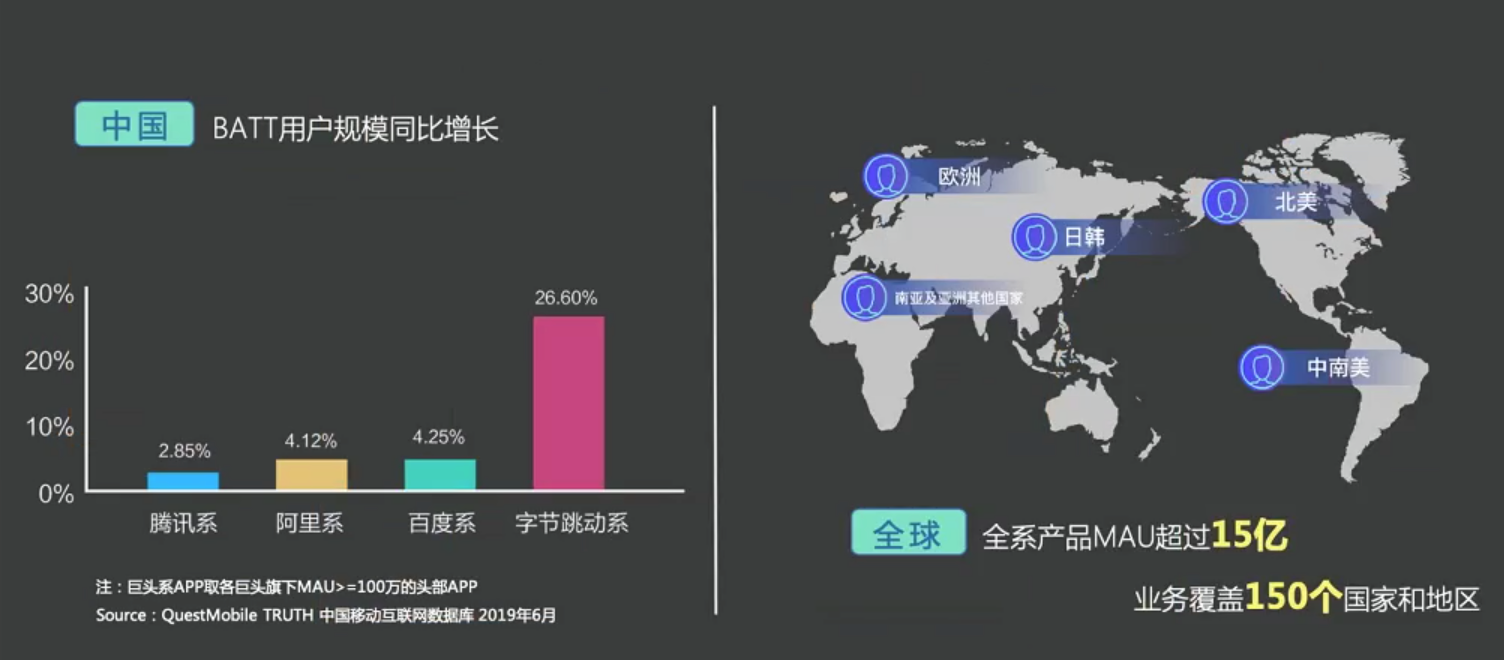 中国 BATT用户规模同比增长
30%
20%
10%
0%
2.85%
4.12%
4.25%
26.60%
腾讯系
阿里系
百度系
字节跳动系
注：巨头系APP取各巨头旗下MAU>=100万的头部APP
Source：QuestMobile TRUTH 中国移动互联网数据库 2019年6月
欧洲
北美
日韩
南亚及亚洲其他国家
中南美
全球 全系产品MAU超过15亿
业务覆盖150个国家和地区